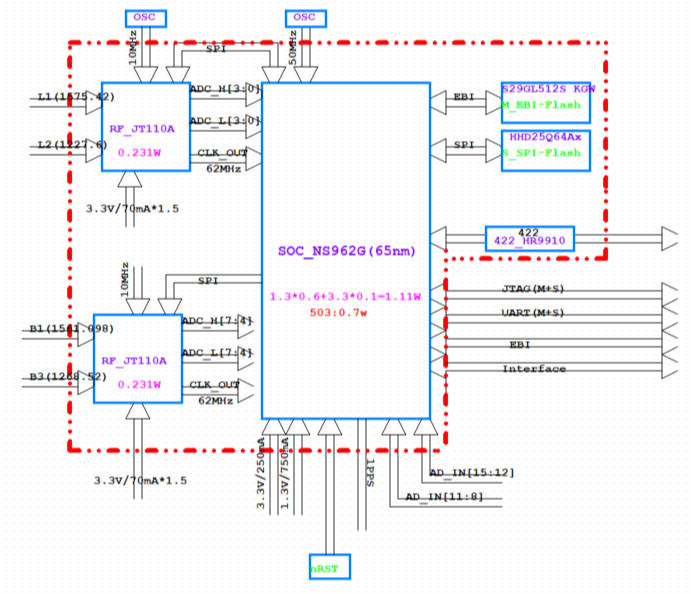 OSC
OSC
10MHz
SPI
50MHz
L1(1575.42)
ADC_H[3:0]
EBI
S29GL512S KGW
M_EBI-Flash
RF_JT110A
ADC_L[3:0]
L2(1227.6)
0.231W
CLK_OUT
62MHz
SPI
HHD25Q64Ax
S_SPI-Flash
3.3V/70mA*1.5
422
422_HR9910
SOC_NS962G(65nm)
10MHz
SPI
1.3*0.6+3.3*0.1=1.11W
503:0.7w
JTAG(M+S)
UART(M+S)
B1(1561.098)
ADC_H[7:4]
EBI
RF_JT110A
ADC_L[7:4]
B3(1268.52)
0.231W
CLK_OUT
62MHz
Interface
3.3V/70mA*1.5
3.3V/250mA
1.3V/750mA
1PPS
AD_IN[15:12]
AD_IN[11:8]
nRST